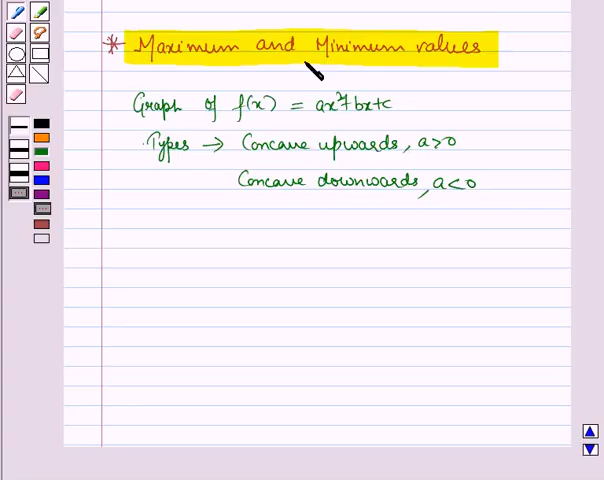 * Maximum and Minimum values
Graph of f(x) = ax²+bx+c
Types → Concave upwards, a>0
Concave downwards, a<0